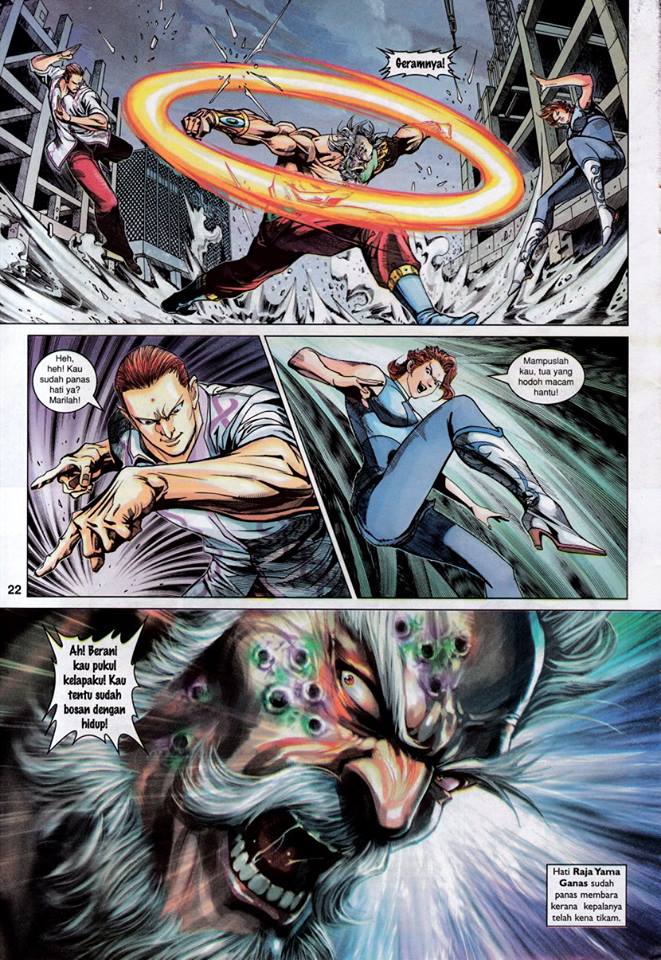 Geramnya!
Heh,
heh! Kau
sudah panas
hati ya?
Marilah!
Mampuslah
kau, tua yang
hodoh macam
hantu!
22
Ah! Berani
kau pukul
kelapaku! Kau
tentu sudah
bosan dengan
hidup!
Hati Raja Yama
Ganas sudah
panas membara
kerana kepalanya
telah kena tikam.